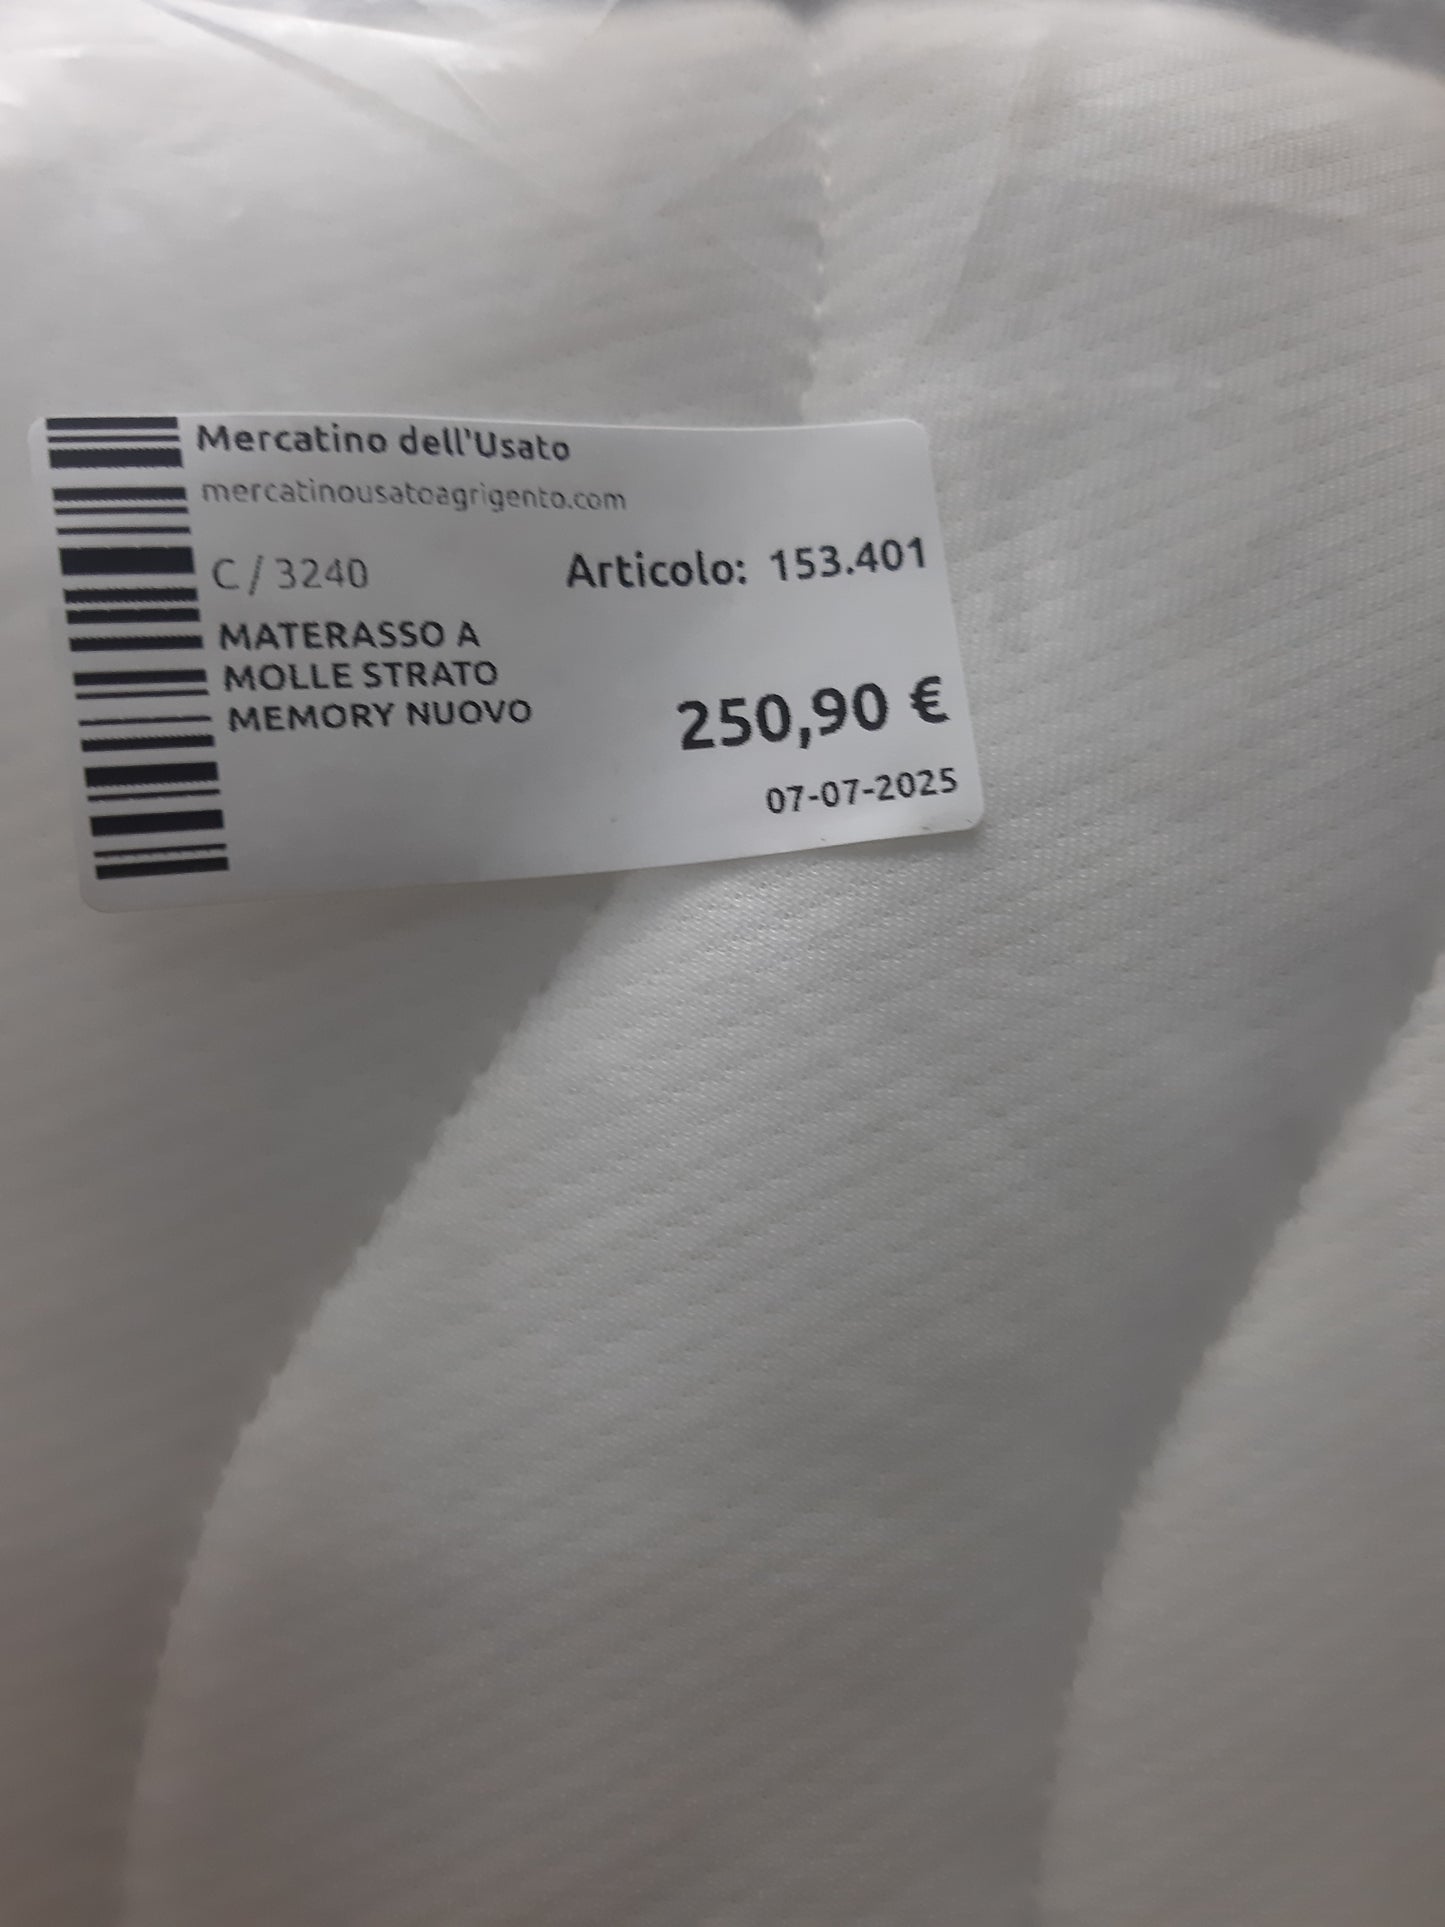 Mercatino dell'Usato
mercatinousatoagrigento.com
C / 3240
Articolo: 153.401
MATERASSO A
MOLLE STRATO
MEMORY NUOVO
250,90 €
07-07-2025